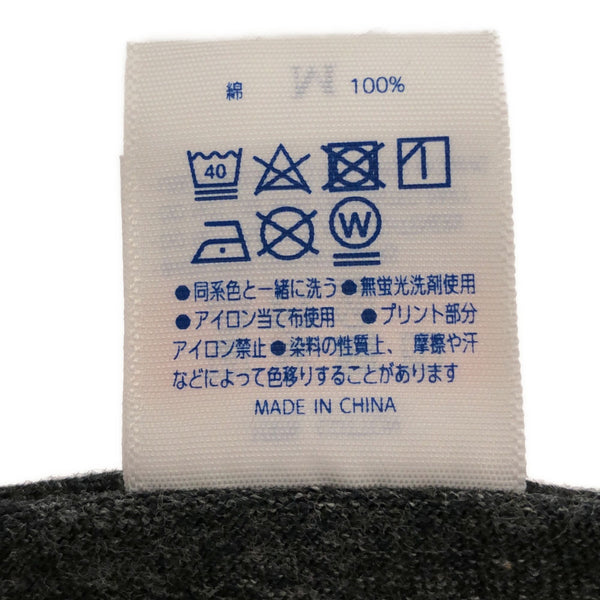 綿 100%
40
W
●同系色と一緒に洗う●無蛍光洗剤使用
●アイロン当て布使用 ●プリント部分
アイロン禁止●染料の性質上、摩擦や汗
などによって色移りすることがあります
MADE IN CHINA